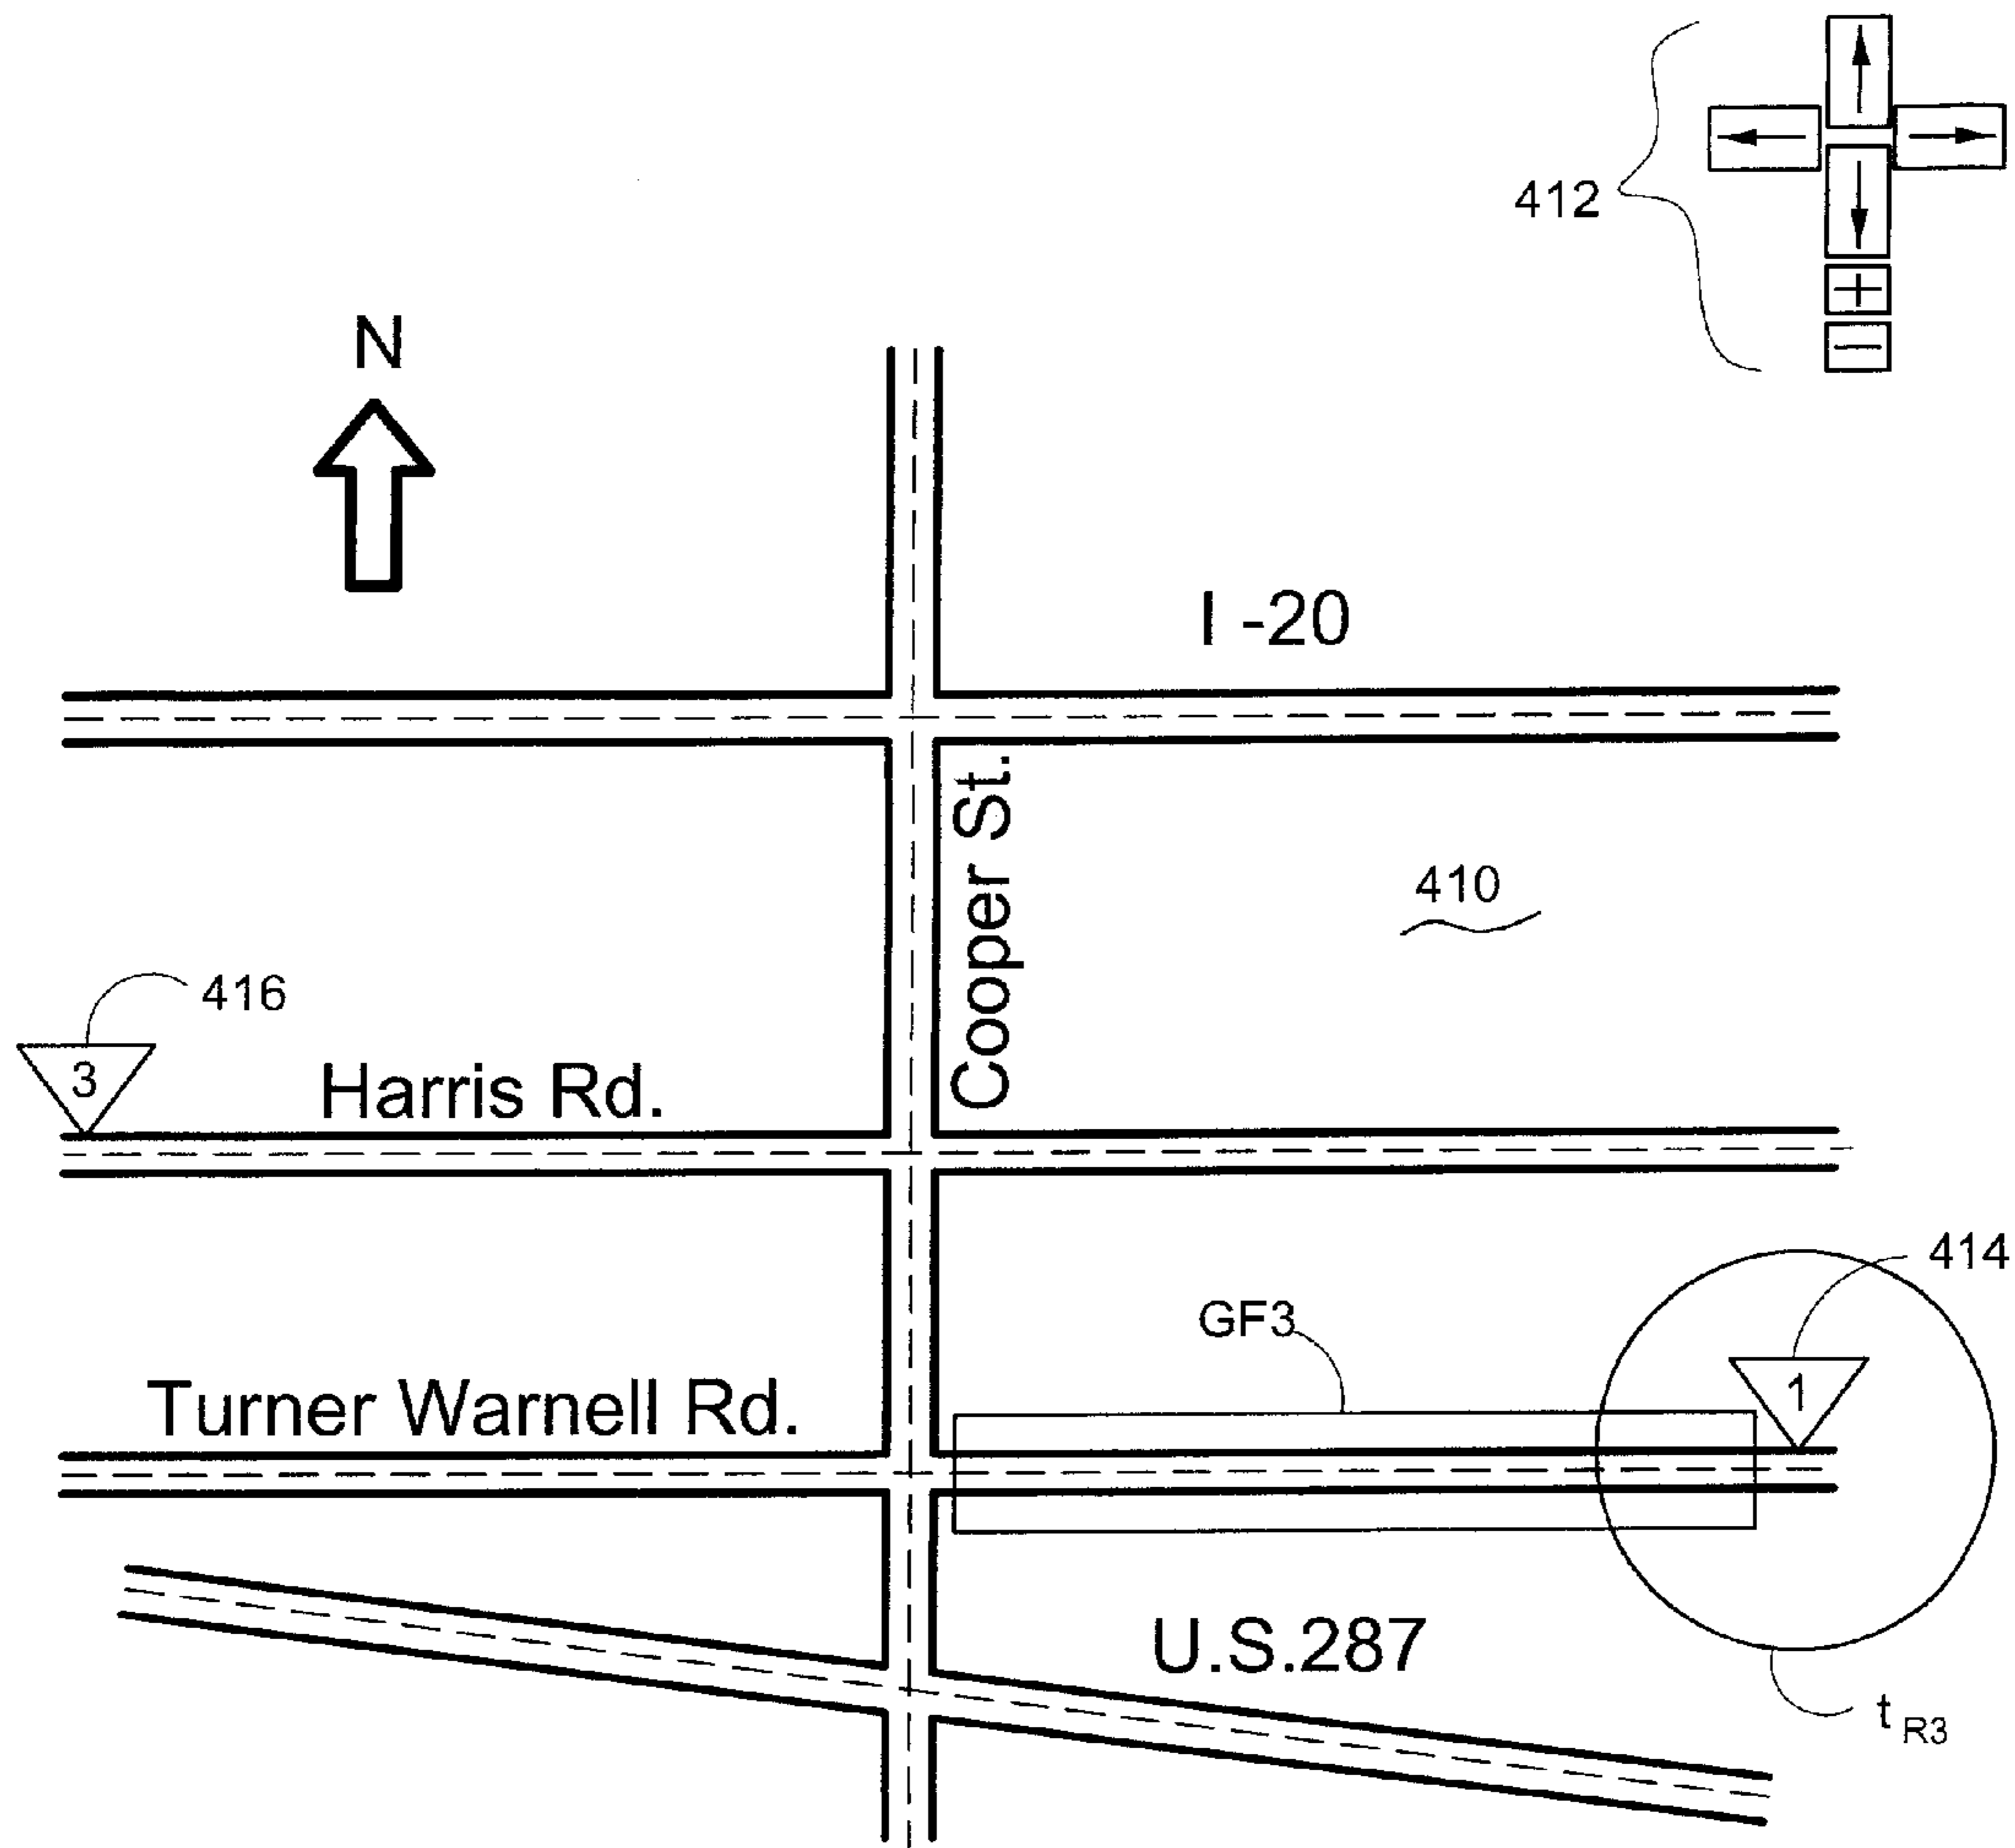 412
+
−
N
I -20
Cooper St.
410
416
3
Harris Rd.
414
GF3
1
Turner Warnell Rd.
U.S.287
t R3